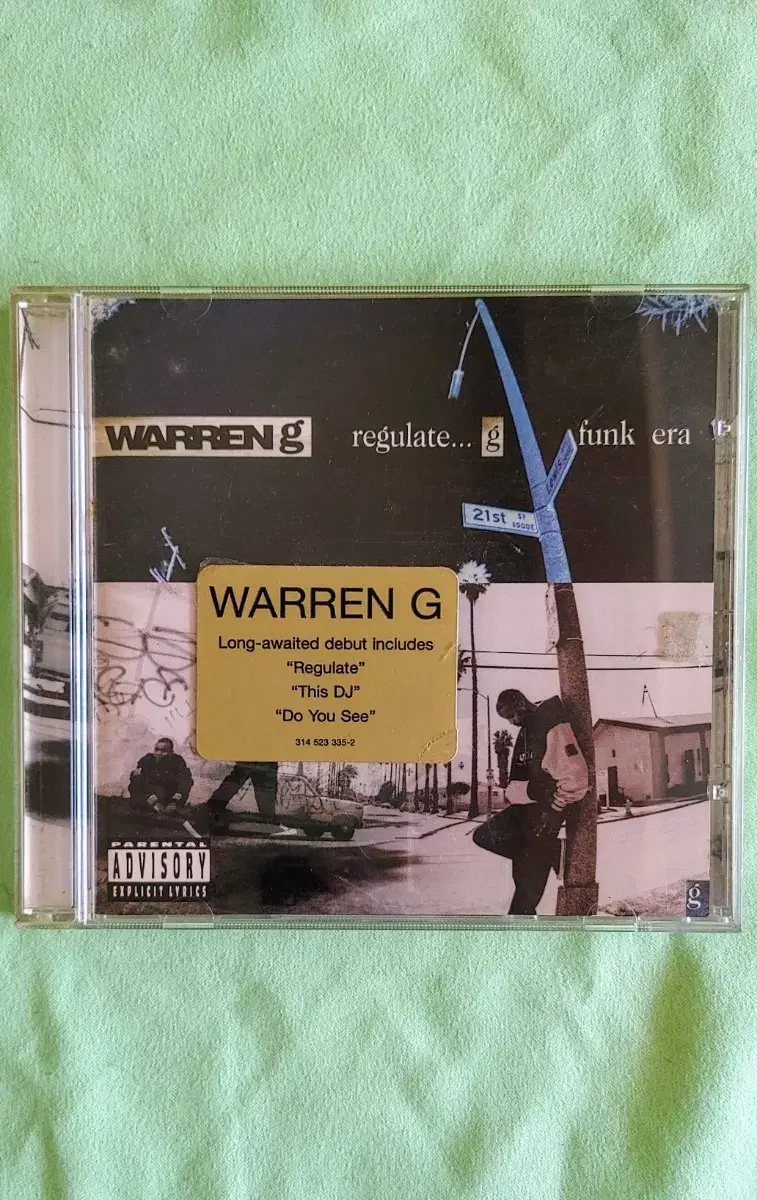 WARREN g regulate... g funk era
21st ST
WARREN G
Long-awaited debut includes
“Regulate”
“This DJ”
“Do You See”
314 523 335-2
PARENTAL
ADVISORY
EXPLICIT LYRICS
g